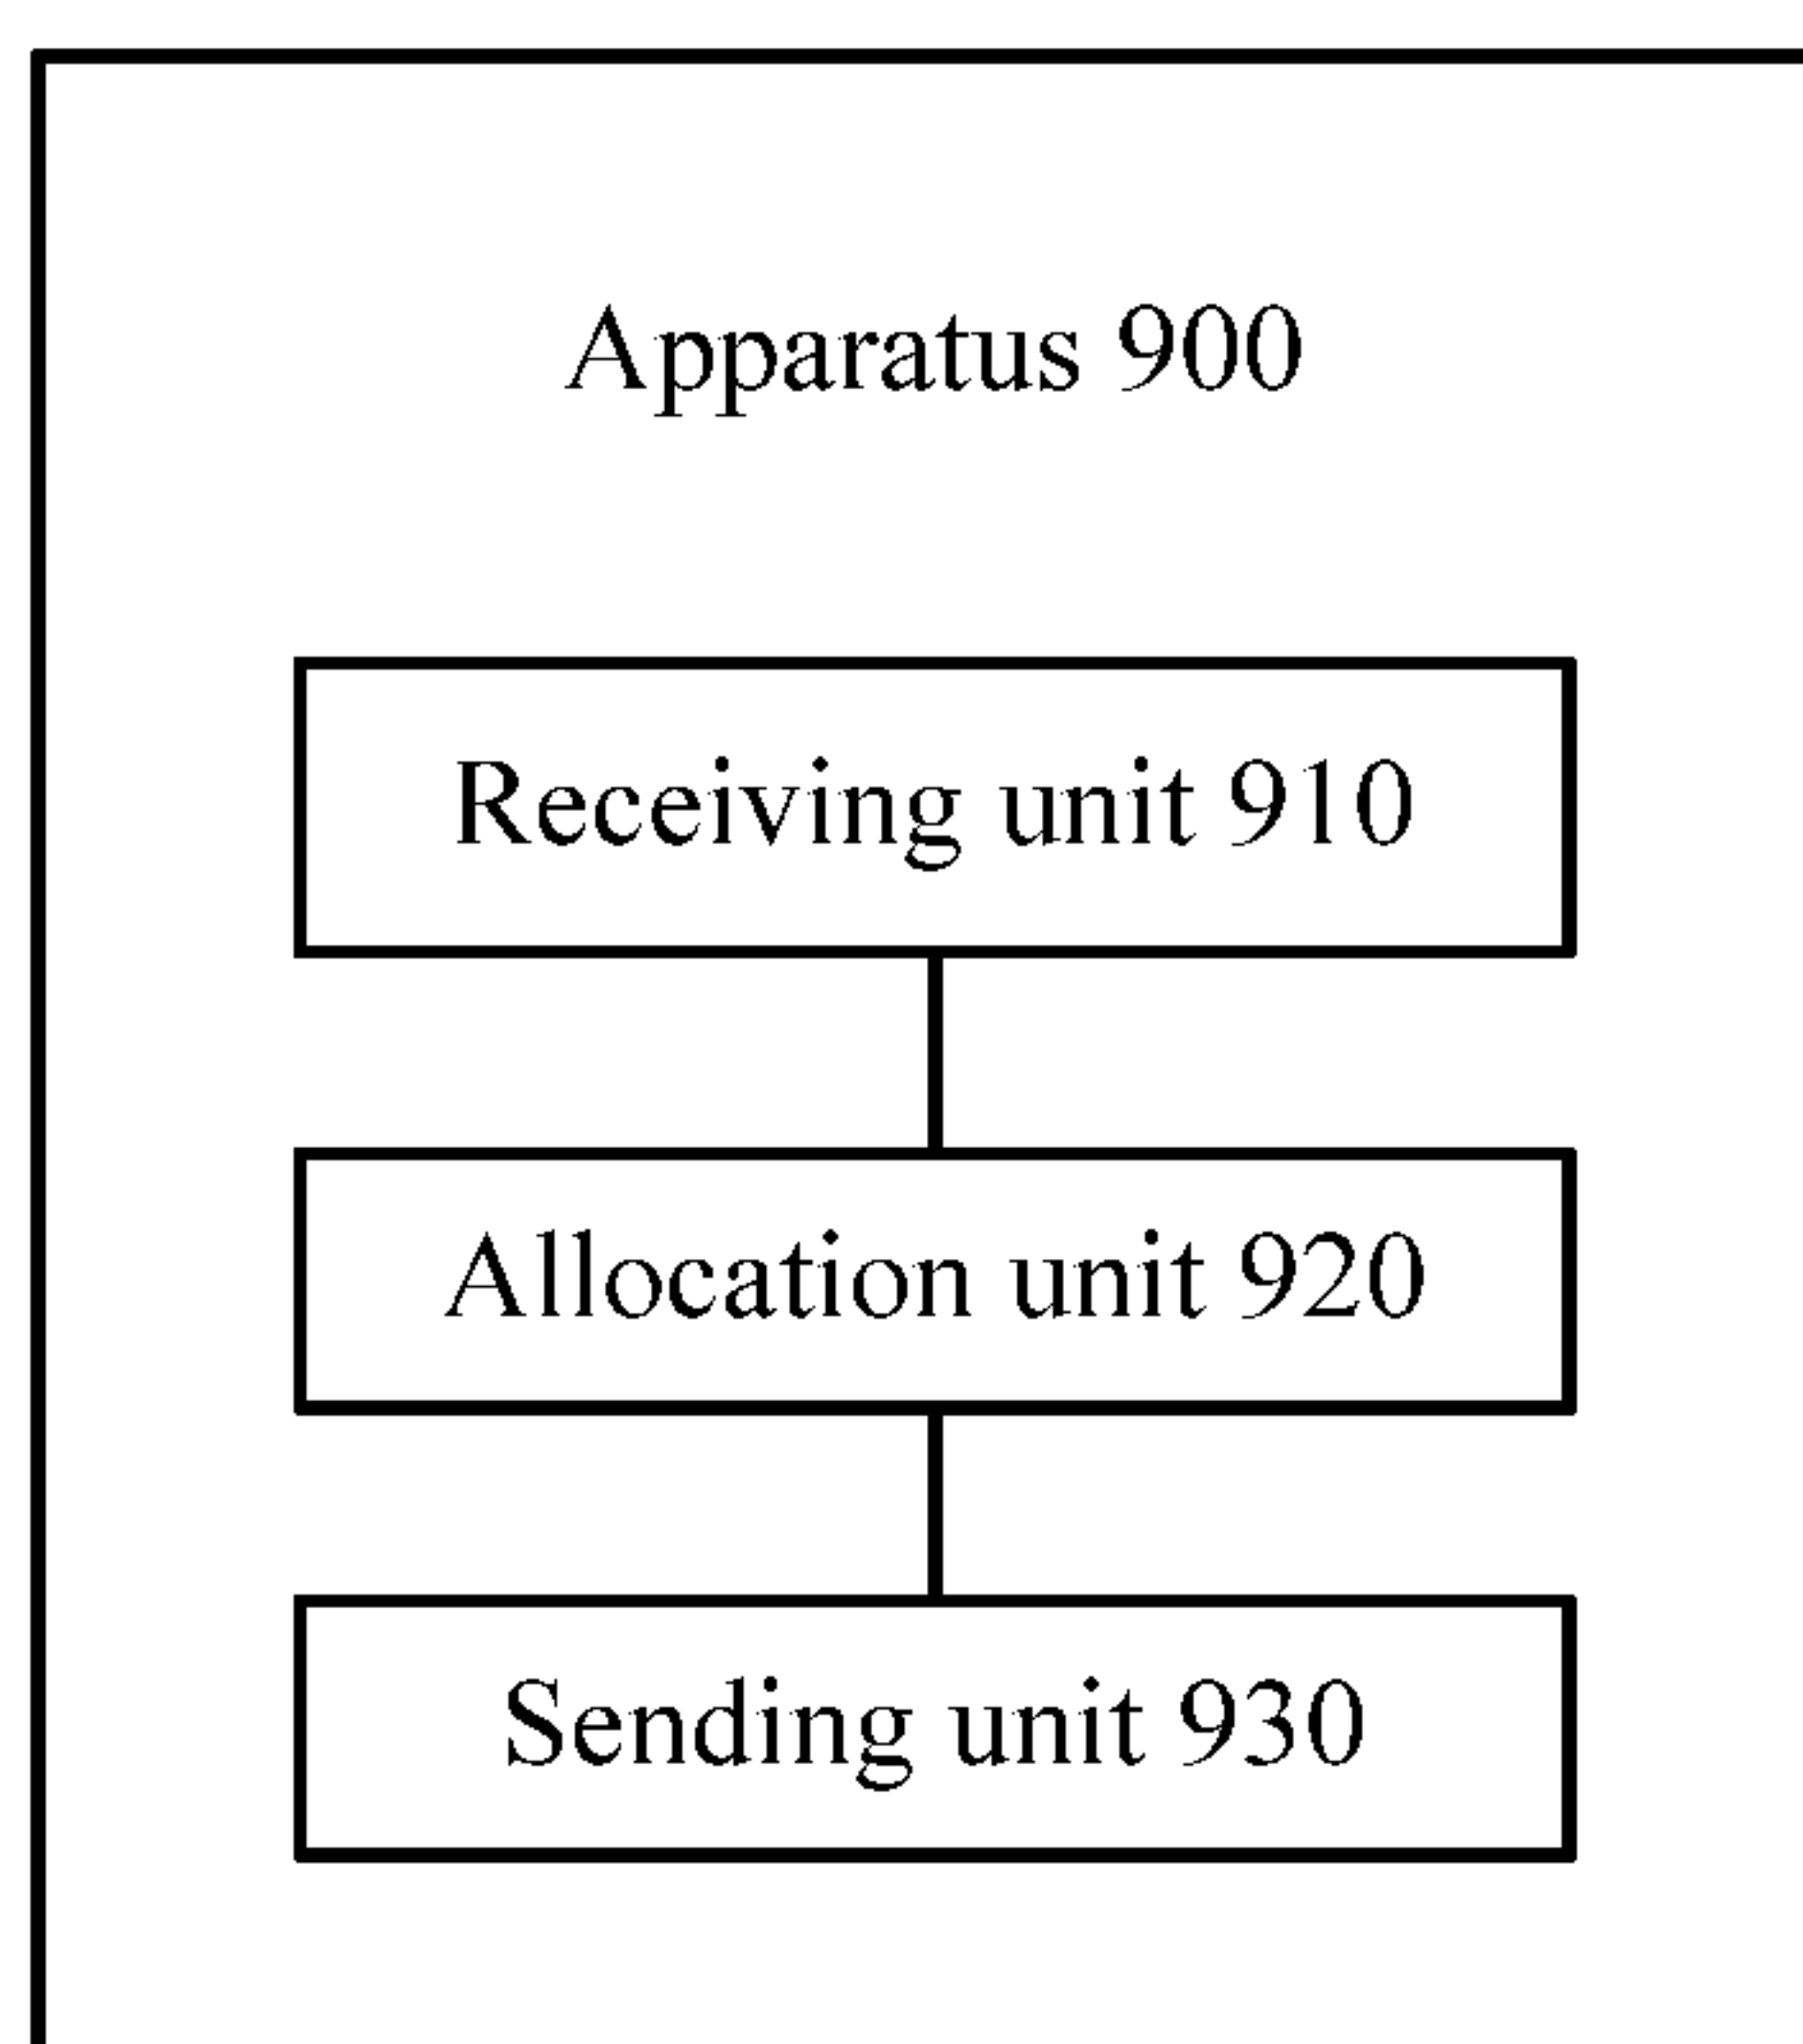 Apparatus 900
Receiving unit 910
Allocation unit 920
Sending unit 930